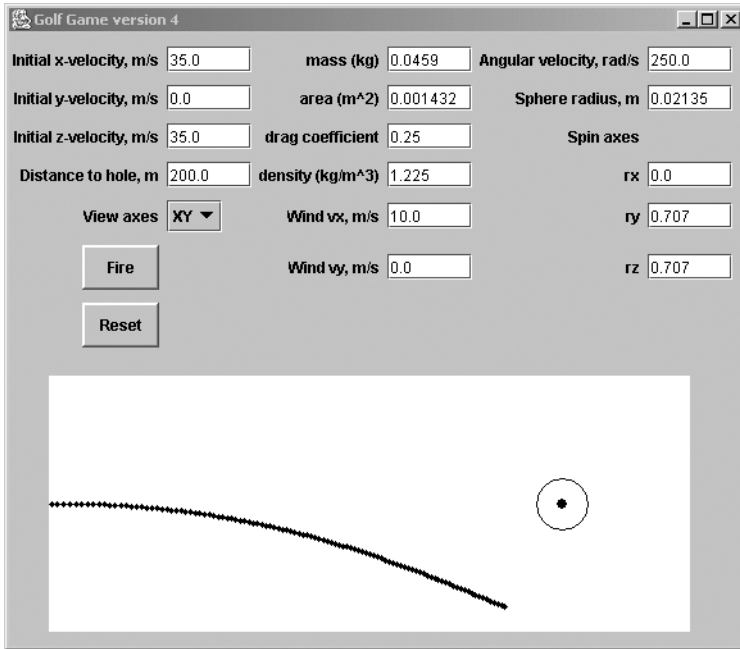 Golf Game version 4
Initial x-velocity, m/s 35.0 mass (kg) 0.0459 Angular velocity, rad/s 250.0
Initial y-velocity, m/s 0.0 area (m^2) 0.001432 Sphere radius, m 0.02135
Initial z-velocity, m/s 35.0 drag coefficient 0.25 Spin axes
Distance to hole, m 200.0 density (kg/m^3) 1.225 rx 0.0
View axes XY Wind vx, m/s 10.0 ry 0.707
Fire Wind vy, m/s 0.0 rz 0.707
Reset